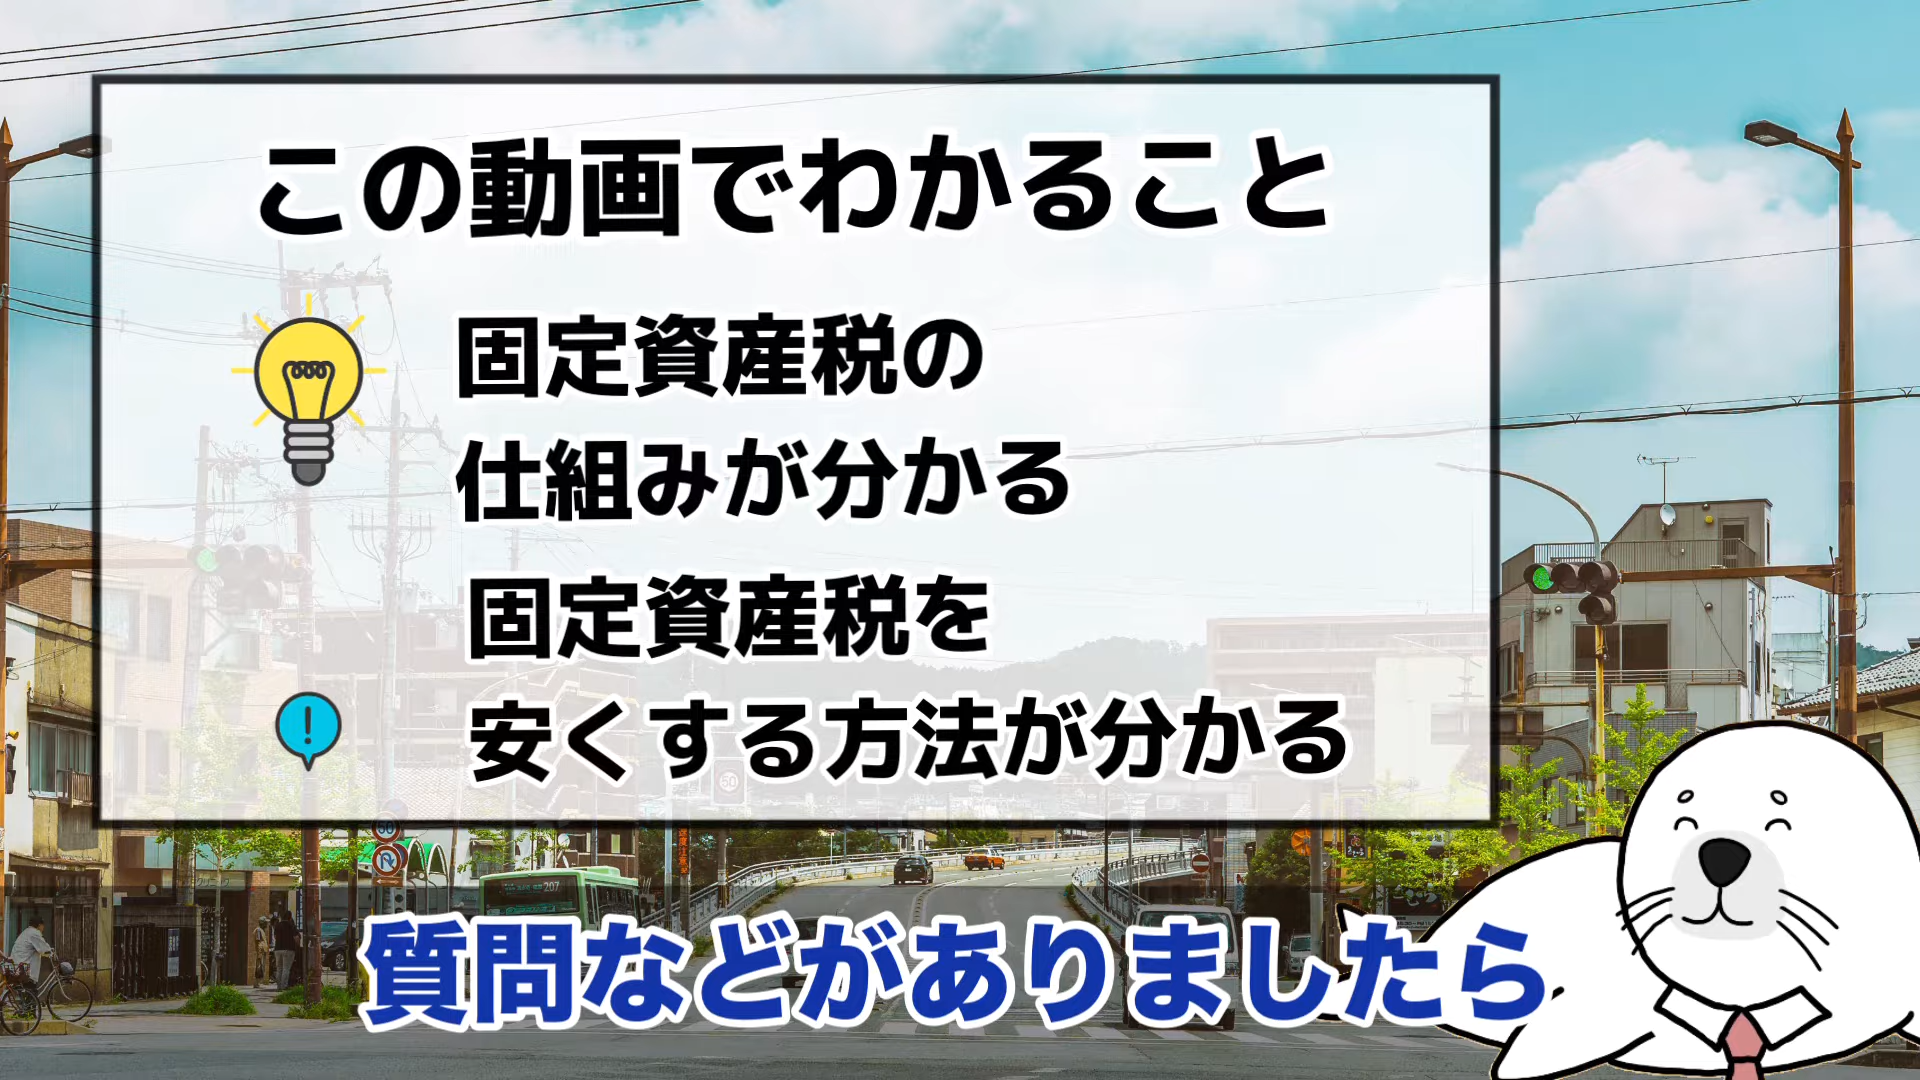 この動画でわかること
固定資産税の
仕組みが分かる
固定資産税を
安くする方法が分かる
207
50
質問などがありましたら